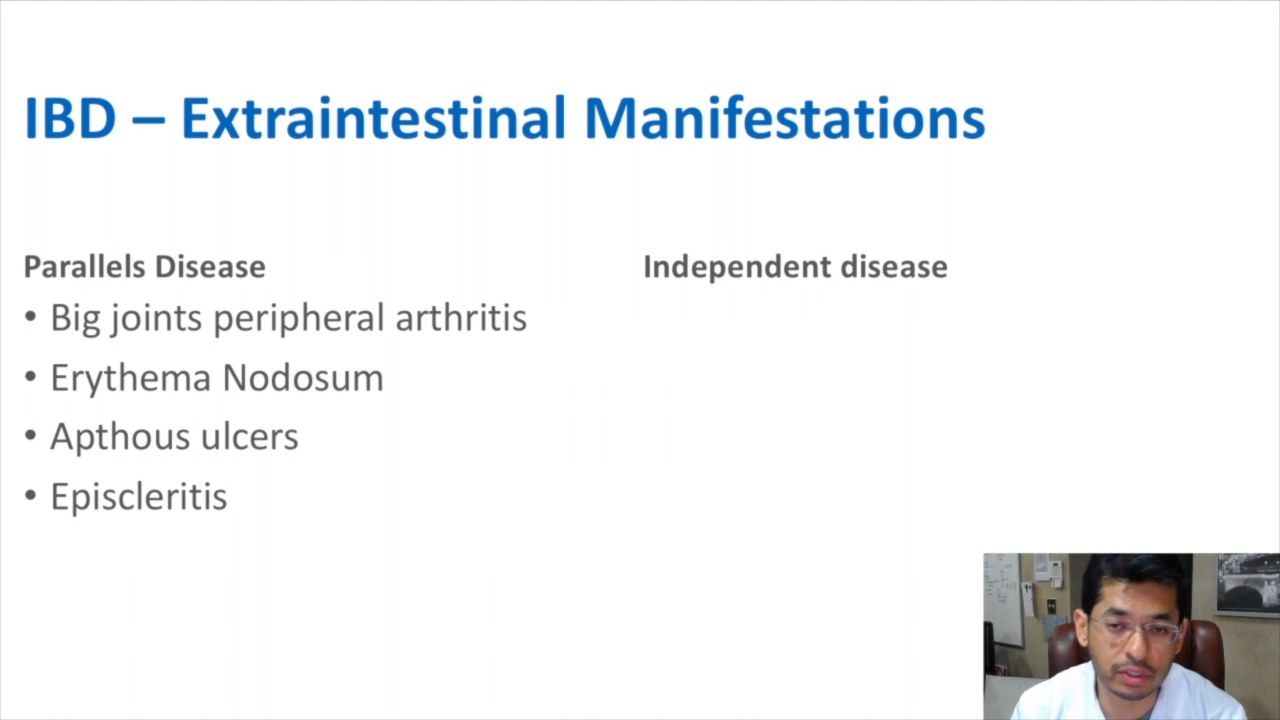 IBD – Extraintestinal Manifestations
Parallels Disease
• Big joints peripheral arthritis
• Erythema Nodosum
• Apthous ulcers
• Episcleritis
Independent disease